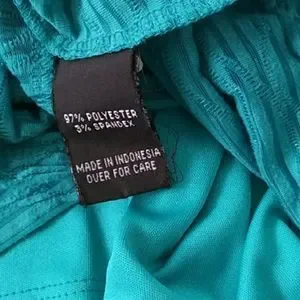 97% POLYESTER
3% SPANDEX
MADE IN INDONESIA
OVER FOR CARE